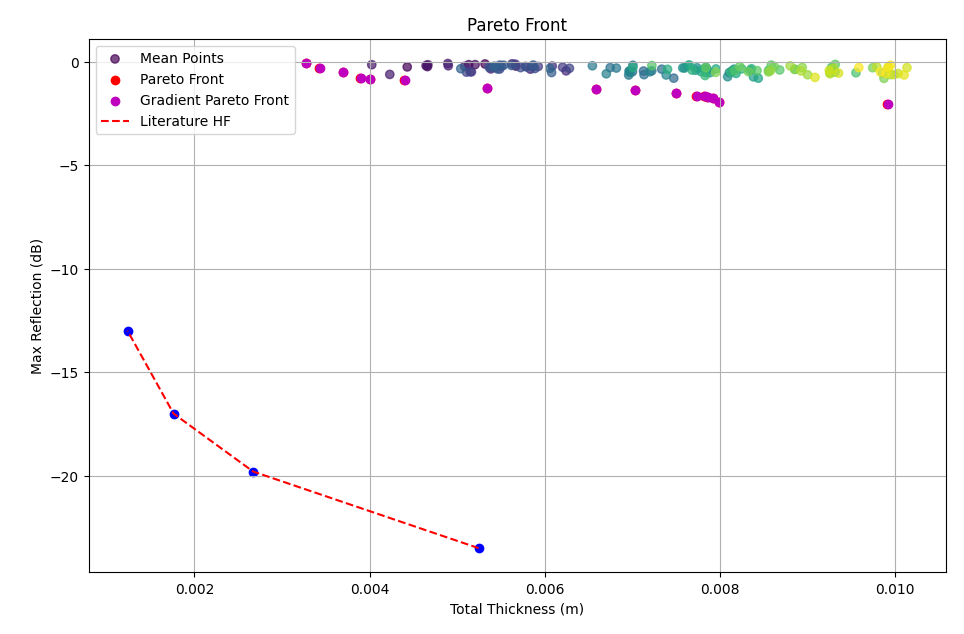 Pareto Front
Mean Points
Pareto Front
Gradient Pareto Front
Literature HF
0
−5
−10
−15
−20
Max Reflection (dB)
0.002
0.004
0.006
0.008
0.010
Total Thickness (m)